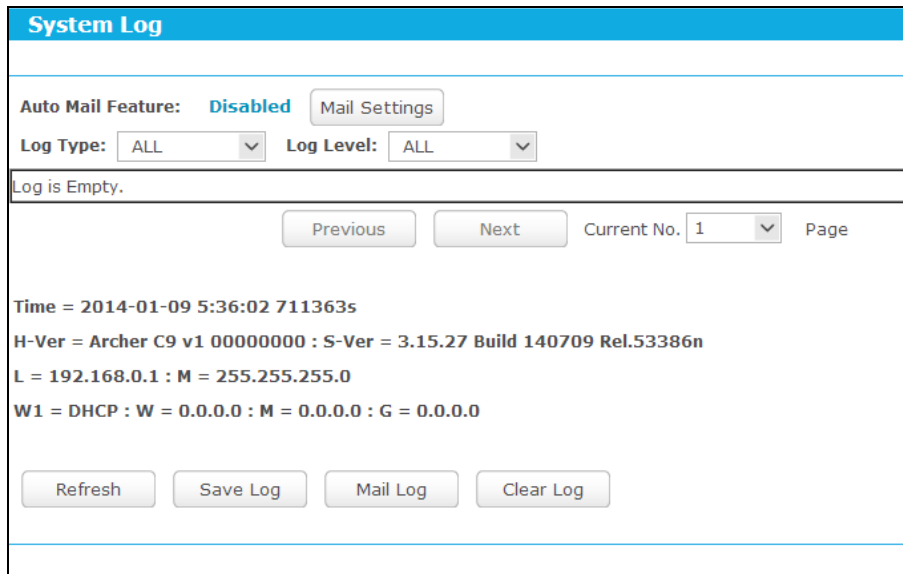 System Log
Auto Mail Feature: Disabled Mail Settings
Log Type: ALL Log Level: ALL
Log is Empty.
Previous Next Current No. 1 Page
Time = 2014-01-09 5:36:02 711363s
H-Ver = Archer C9 v1 00000000 : S-Ver = 3.15.27 Build 140709 Rel.53386n
L = 192.168.0.1 : M = 255.255.255.0
W1 = DHCP : W = 0.0.0.0 : M = 0.0.0.0 : G = 0.0.0.0
Refresh Save Log Mail Log Clear Log